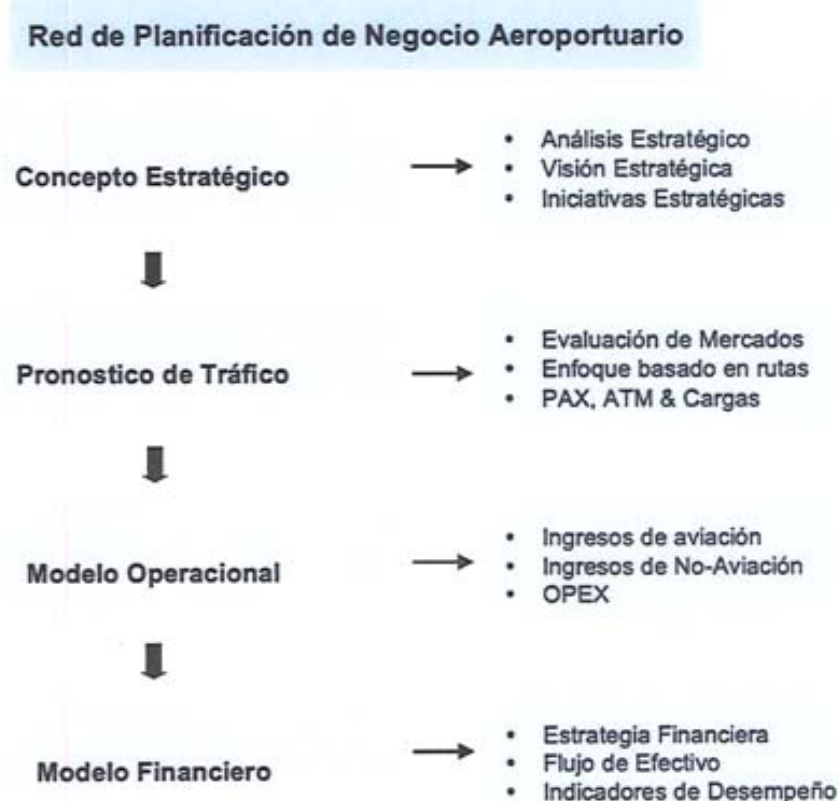 Red de Planificación de Negocio Aeroportuario
Concepto Estratégico
• Análisis Estratégico
• Visión Estratégica
• Iniciativas Estratégicas
Pronostico de Tráfico
• Evaluación de Mercados
• Enfoque basado en rutas
• PAX, ATM & Cargas
Modelo Operacional
• Ingresos de aviación
• Ingresos de No-Aviación
• OPEX
Modelo Financiero
• Estrategia Financiera
• Flujo de Efectivo
• Indicadores de Desempeño